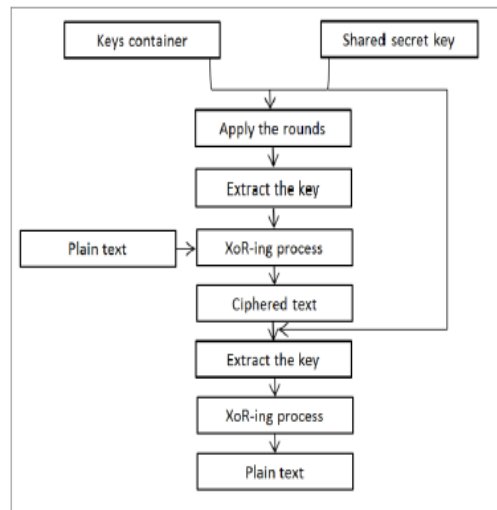 Keys container
Shared secret key
Apply the rounds
Extract the key
Plain text
XoR-ing process
Ciphered text
Extract the key
XoR-ing process
Plain text